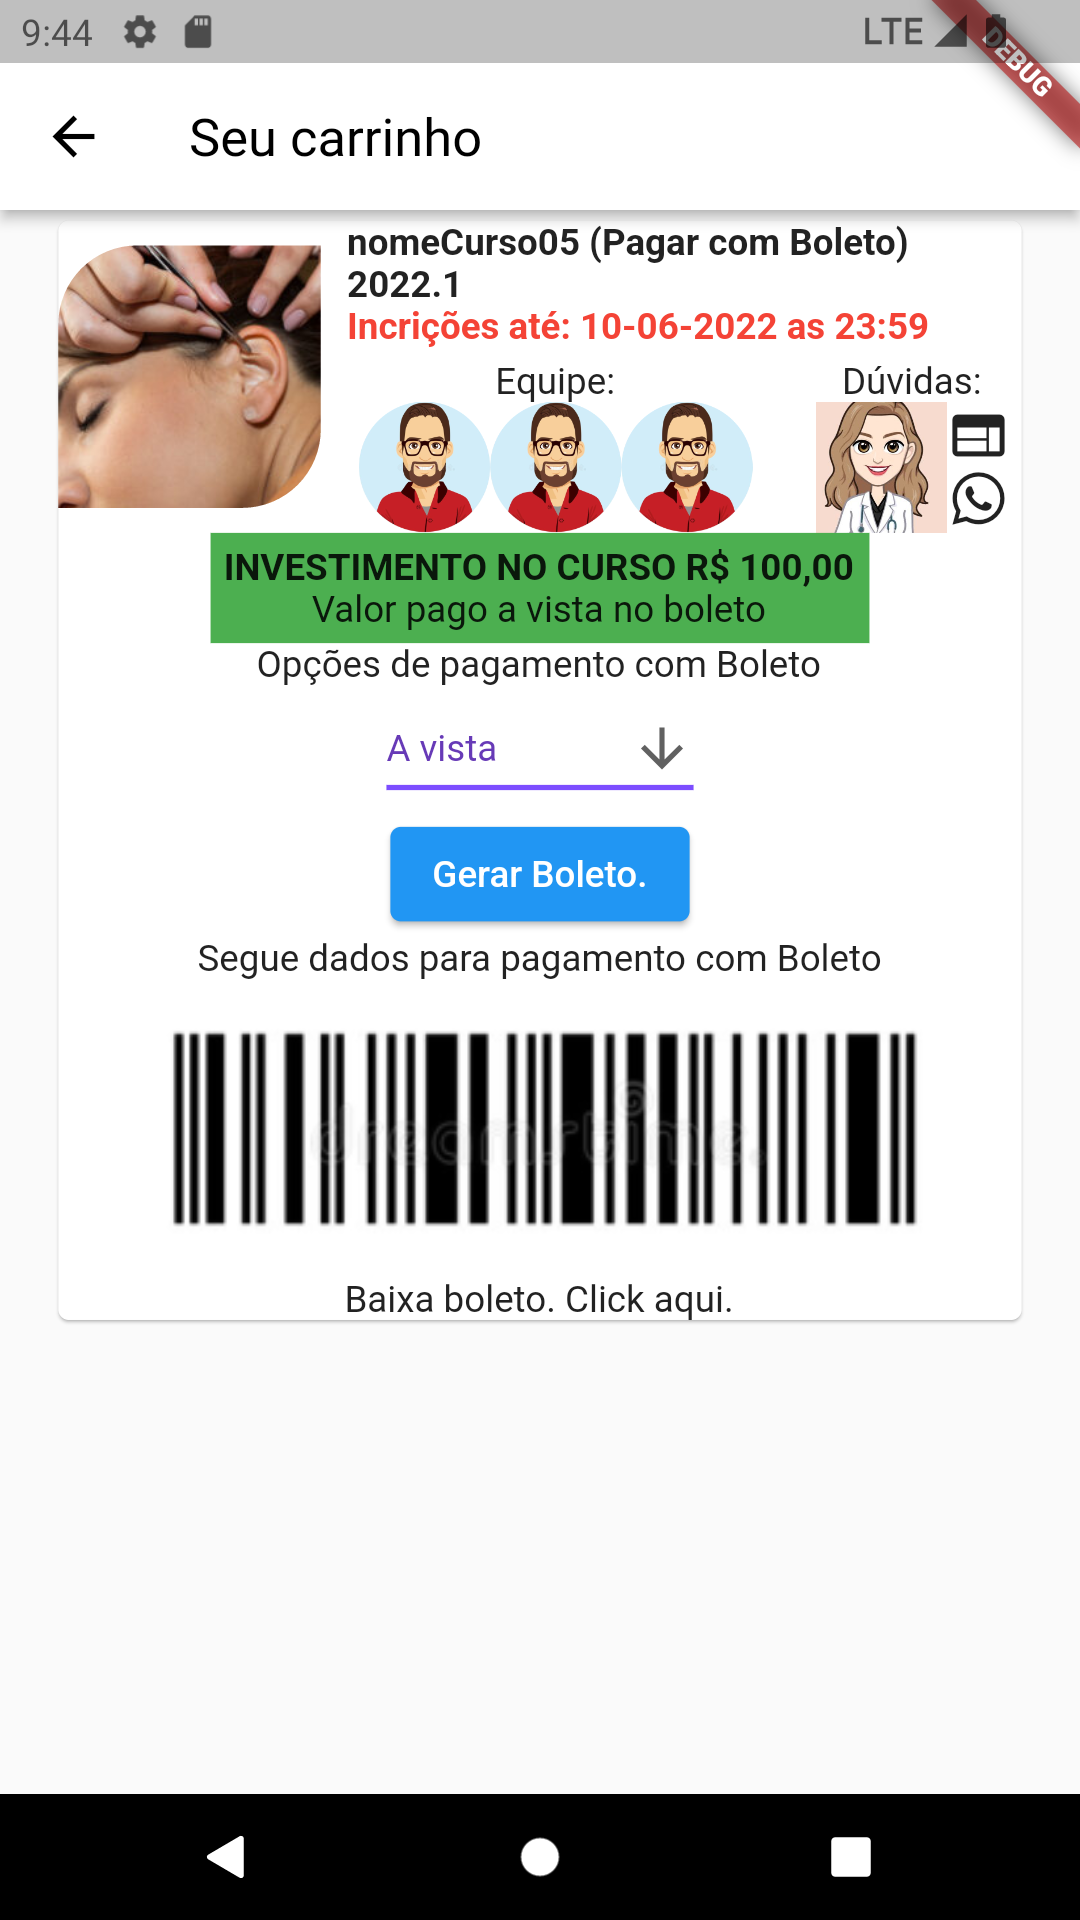 9:44
LTE
DEBUG
Seu carrinho
nomeCurso05 (Pagar com Boleto)
2022.1
Incrições até: 10-06-2022 as 23:59
Equipe:
Dúvidas:
INVESTIMENTO NO CURSO R$ 100,00
Valor pago a vista no boleto
Opções de pagamento com Boleto
A vista
Gerar Boleto.
Segue dados para pagamento com Boleto
dreamstime.
Baixa boleto. Click aqui.